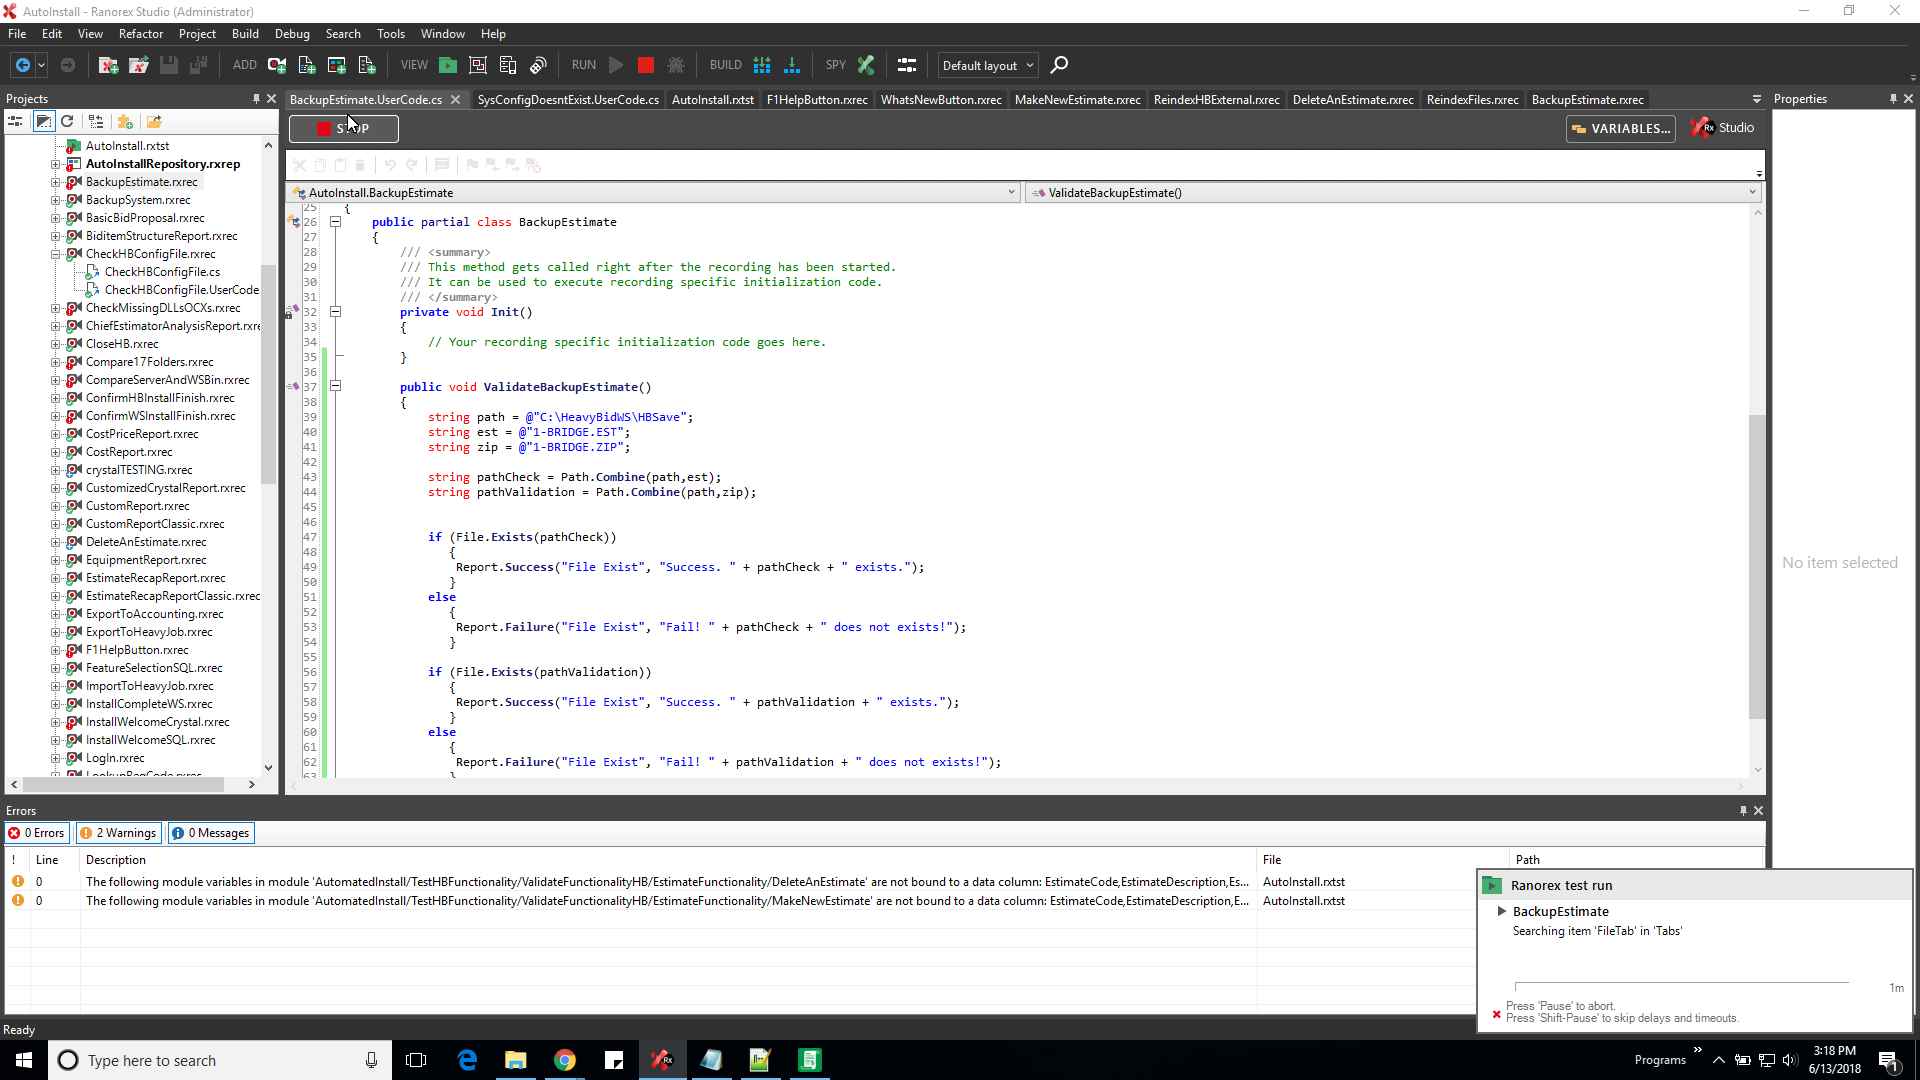 AutoInstall - Ranorex Studio (Administrator)
File Edit View Refactor Project Build Debug Search Tools Window Help
ADD VIEW RUN BUILD SPY Default layout
Projects
BackupEstimate.UserCode.cs SysConfigDoesntExist.UserCode.cs AutoInstall.rxtst F1HelpButton.rxrec WhatsNewButton.rxrec MakeNewEstimate.rxrec ReindexHBExternal.rxrec DeleteAnEstimate.rxrec ReindexFiles.rxrec BackupEstimate.rxrec
Properties
VARIABLES...
Rx Studio
AutoInstall.BackupEstimate
ValidateBackupEstimate()
AutoInstall.rxtst
AutoInstallRepository.rxrep
BackupEstimate.rxrec
BackupSystem.rxrec
BasicBidProposal.rxrec
BiditemStructureReport.rxrec
CheckHBConfigFile.rxrec
CheckHBConfigFile.cs
CheckHBConfigFile.UserCode
CheckMissingDLLsOCXs.rxrec
ChiefEstimatorAnalysisReport.rxre
CloseHB.rxrec
Compare17Folders.rxrec
CompareServerAndWSBin.rxrec
ConfirmHBInstallFinish.rxrec
ConfirmWSInstallFinish.rxrec
CostPriceReport.rxrec
CostReport.rxrec
crystalTESTING.rxrec
CustomizedCrystalReport.rxrec
CustomReport.rxrec
CustomReportClassic.rxrec
DeleteAnEstimate.rxrec
EquipmentReport.rxrec
EstimateRecapReport.rxrec
EstimateRecapReportClassic.rxrec
ExportToAccounting.rxrec
ExportToHeavyJob.rxrec
F1HelpButton.rxrec
FeatureSelectionSQL.rxrec
ImportToHeavyJob.rxrec
InstallCompleteWS.rxrec
InstallWelcomeCrystal.rxrec
InstallWelcomeSQL.rxrec
LogIn.rxrec
25 {
26 public partial class BackupEstimate
27 {
28 /// <summary>
29 /// This method gets called right after the recording has been started.
30 /// It can be used to execute recording specific initialization code.
31 /// </summary>
32 private void Init()
33 {
34 // Your recording specific initialization code goes here.
35 }
36
37 public void ValidateBackupEstimate()
38 {
39 string path = @"C:\HeavyBidWS\HBSave";
40 string est = @"1-BRIDGE.EST";
41 string zip = @"1-BRIDGE.ZIP";
42
43 string pathCheck = Path.Combine(path,est);
44 string pathValidation = Path.Combine(path,zip);
45
46
47 if (File.Exists(pathCheck))
48 {
49 Report.Success("File Exist", "Success. " + pathCheck + " exists.");
50 }
51 else
52 {
53 Report.Failure("File Exist", "Fail! " + pathCheck + " does not exists!");
54 }
55
56 if (File.Exists(pathValidation))
57 {
58 Report.Success("File Exist", "Success. " + pathValidation + " exists.");
59 }
60 else
61 {
62 Report.Failure("File Exist", "Fail! " + pathValidation + " does not exists!");
63 }
No item selected
Errors
0 Errors 2 Warnings 0 Messages
! Line Description File Path
0 The following module variables in module 'AutomatedInstall/TestHBFunctionality/ValidateFunctionalityHB/EstimateFunctionality/DeleteAnEstimate' are not bound to a data column: EstimateCode,EstimateDescription,Es... AutoInstall.rxtst
0 The following module variables in module 'AutomatedInstall/TestHBFunctionality/ValidateFunctionalityHB/EstimateFunctionality/MakeNewEstimate' are not bound to a data column: EstimateCode,EstimateDescription,E... AutoInstall.rxtst
Ranorex test run
BackupEstimate
Searching item 'FileTab' in 'Tabs'
1m
Press 'Pause' to abort.
Press 'Shift-Pause' to skip delays and timeouts.
Ready
Type here to search
Programs
3:18 PM
6/13/2018
1